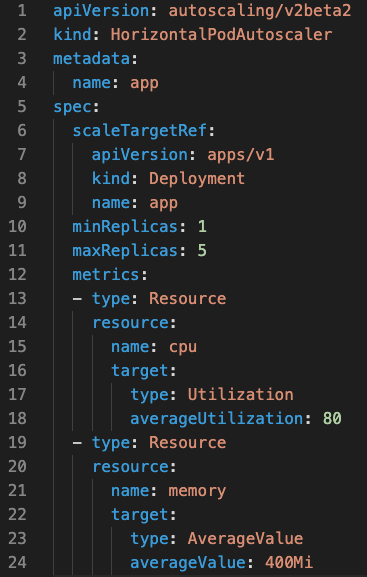 1 apiVersion: autoscaling/v2beta2
2 kind: HorizontalPodAutoscaler
3 metadata:
4   name: app
5 spec:
6   scaleTargetRef:
7     apiVersion: apps/v1
8     kind: Deployment
9     name: app
10   minReplicas: 1
11   maxReplicas: 5
12   metrics:
13   - type: Resource
14     resource:
15       name: cpu
16       target:
17         type: Utilization
18         averageUtilization: 80
19   - type: Resource
20     resource:
21       name: memory
22       target:
23         type: AverageValue
24         averageValue: 400Mi